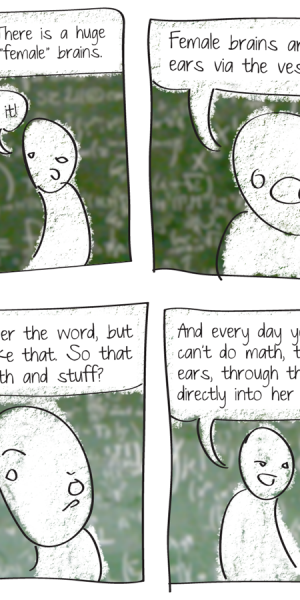 There is a huge
"female" brains.
it!
Female brains ar
ears via the ves
er the word, but
ke that. So that
th and stuff?
And every day y
can't do math, t
ears, through th
directly into her